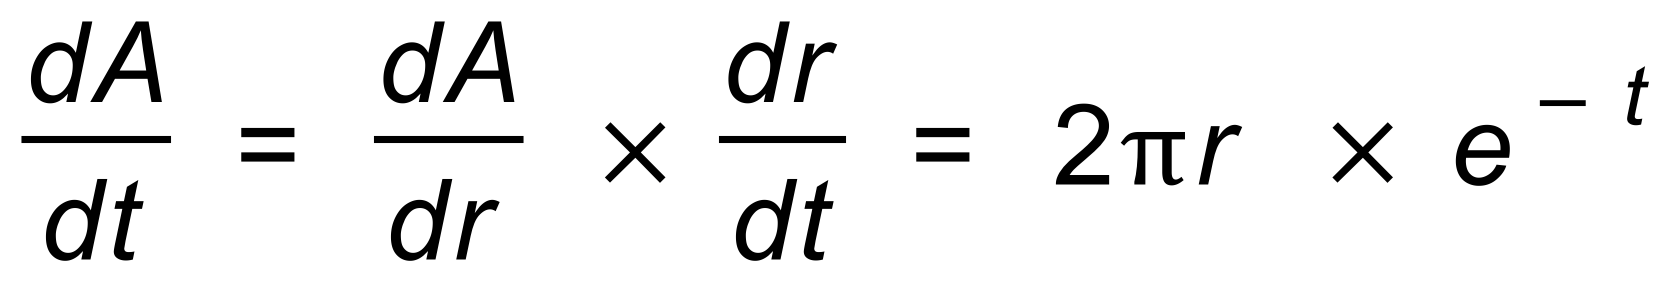 dA/dt = dA/dr × dr/dt = 2πr × e^{− t}